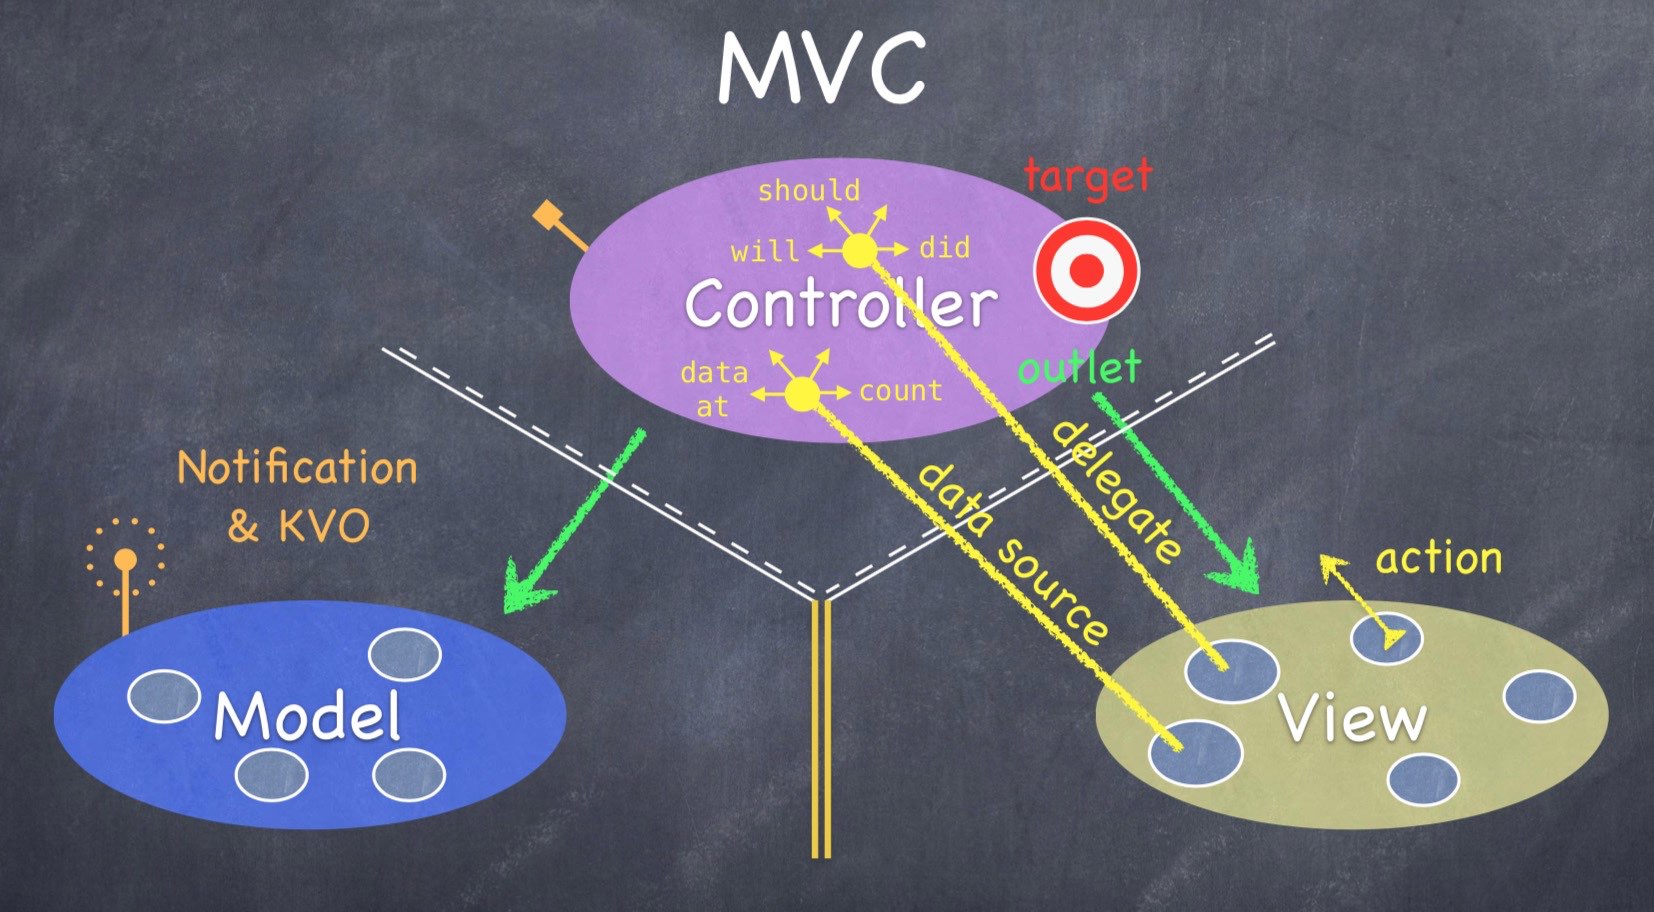 MVC
target
should
will
did
Controller
outlet
data
at
count
Notification
& KVO
delegate
data source
action
Model
View